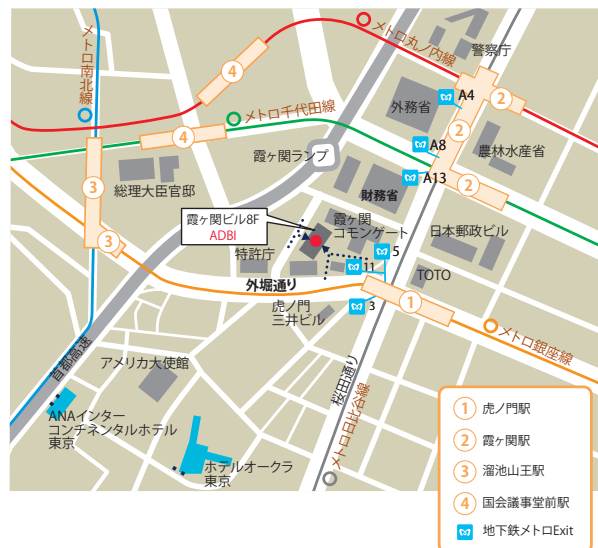 メトロ南北線
メトロ丸ノ内線
警察庁
4
A4
2
外務省
メトロ千代田線
4
2
A8
農林水産省
霞ヶ関ランプ
3
A13
2
総理大臣官邸
財務省
霞ヶ関ビル8F
ADBI
霞ヶ関
コモンゲート
日本郵政ビル
3
特許庁
5
11
TOTO
外堀通り
1
虎ノ門
三井ビル
3
メトロ銀座線
首都高速
アメリカ大使館
桜田通り
メトロ日比谷線
ANAインター
コンチネンタルホテル
東京
ホテルオークラ
東京
1 虎ノ門駅
2 霞ヶ関駅
3 溜池山王駅
4 国会議事堂前駅
地下鉄メトロExit